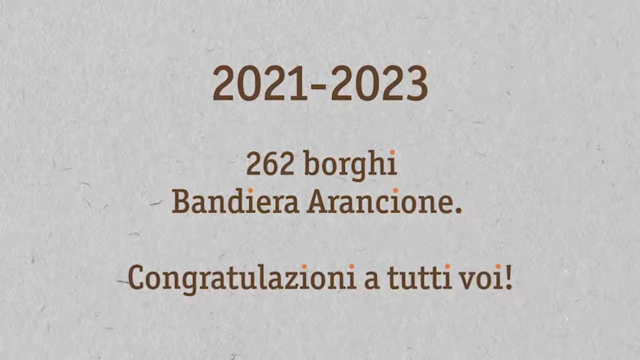 2021-2023
262 borghi
Bandiera Arancione.
Congratulazioni a tutti voi!